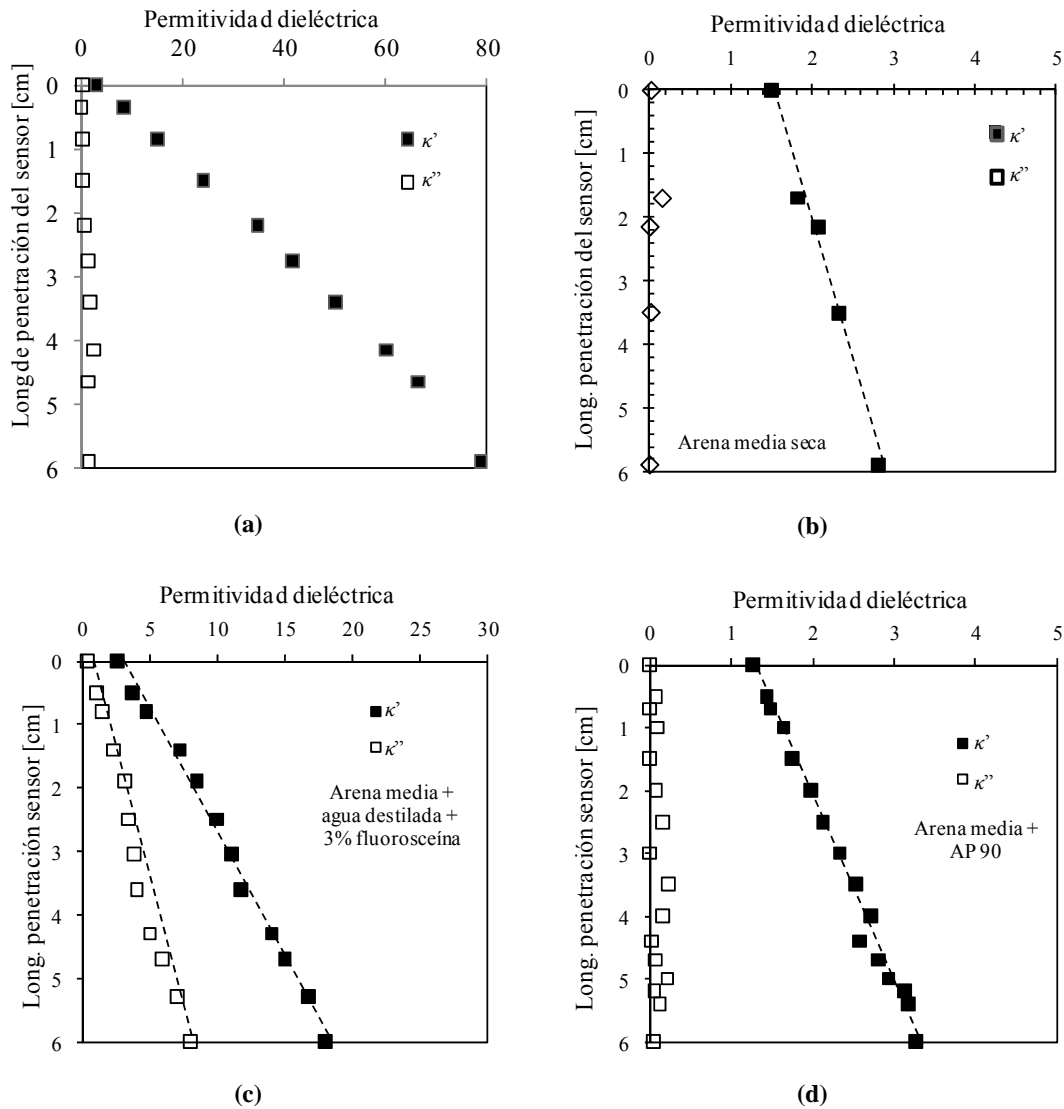 Permitividad dieléctrica
0 20 40 60 80
Long de penetración del sensor [cm]
0
1
2
3
4
5
6
κ’
κ’’
(a)
Permitividad dieléctrica
0 1 2 3 4 5
Long. penetración del sensor [cm]
0
1
2
3
4
5
6
κ’
κ’’
Arena media seca
(b)
Permitividad dieléctrica
0 5 10 15 20 25 30
Long. penetración sensor [cm]
0
1
2
3
4
5
6
κ’
κ’’
Arena media +
agua destilada +
3% fluorosceína
(c)
Permitividad dieléctrica
0 1 2 3 4 5
Long. penetración sensor [cm]
0
1
2
3
4
5
6
κ’
κ’’
Arena media +
AP 90
(d)